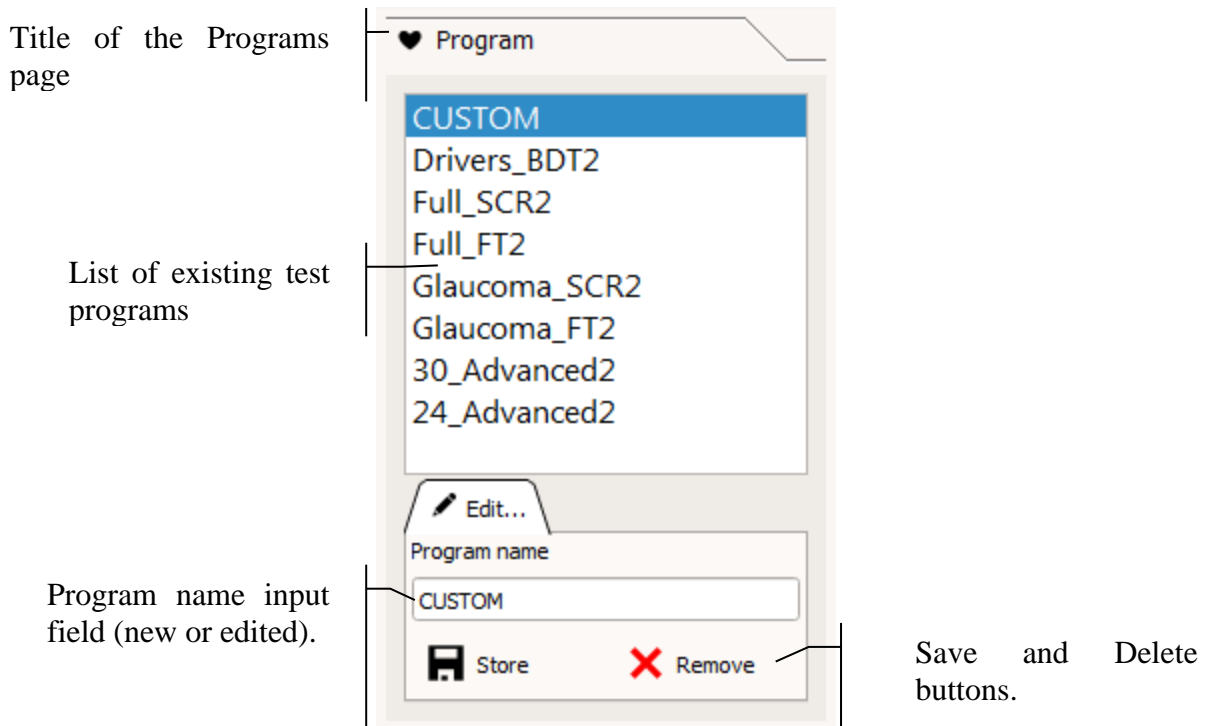 Title of the Programs
page
Program
CUSTOM
Drivers_BDT2
Full_SCR2
Full_FT2
List of existing test
programs
Glaucoma_SCR2
Glaucoma_FT2
30_Advanced2
24_Advanced2
Edit...
Program name
Program name input
field (new or edited).
CUSTOM
Store
Remove
Save and Delete
buttons.